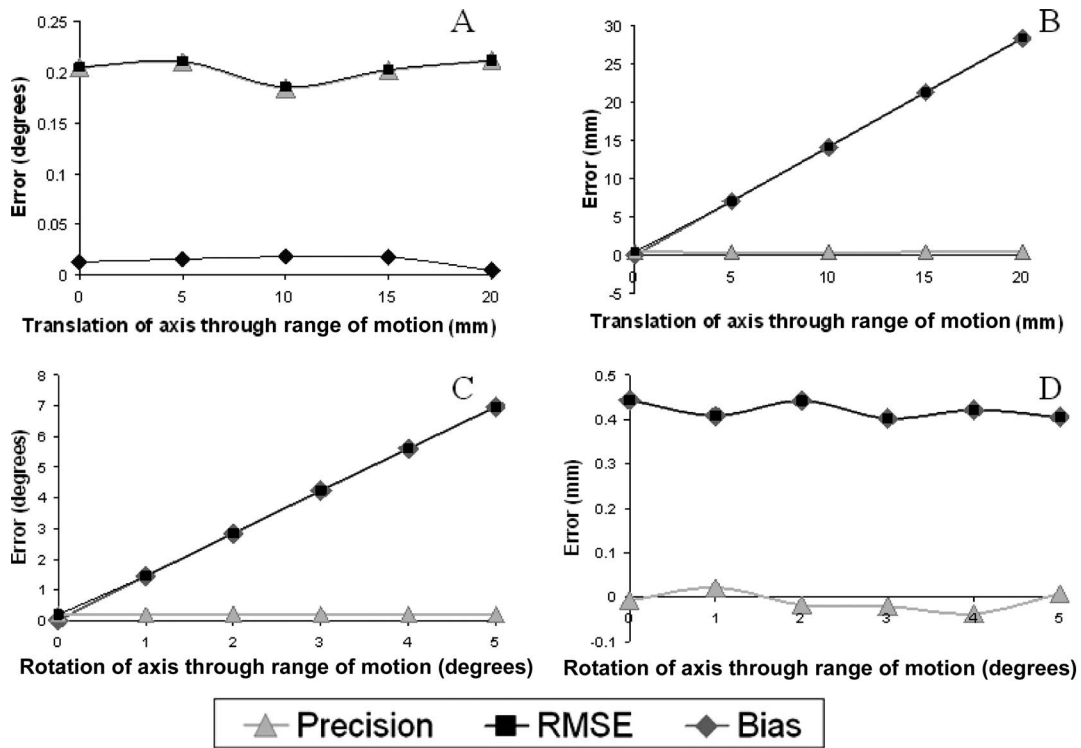 A
0.25
0.2
0.15
0.1
0.05
0
Error (degrees)
0 5 10 15 20
Translation of axis through range of motion (mm)
B
30
25
20
15
10
5
0
-5
Error (mm)
0 5 10 15 20
Translation of axis through range of motion (mm)
C
8
7
6
5
4
3
2
1
0
Error (degrees)
0 1 2 3 4 5
Rotation of axis through range of motion (degrees)
D
0.5
0.4
0.3
0.2
0.1
0
-0.1
Error (mm)
0 1 2 3 4 5
Rotation of axis through range of motion (degrees)
Precision RMSE Bias